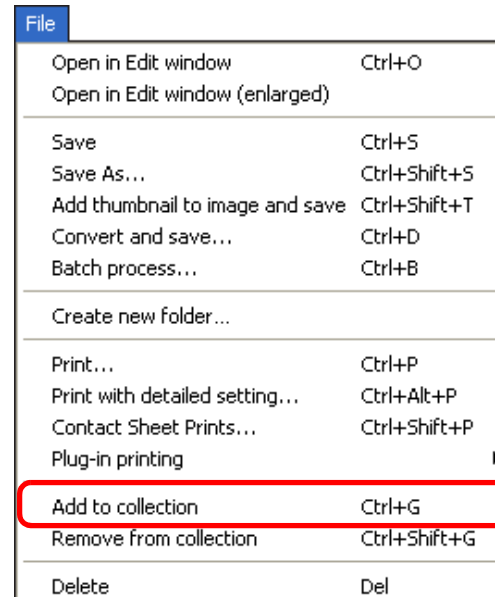 File
Open in Edit window Ctrl+O
Open in Edit window (enlarged)
Save Ctrl+S
Save As... Ctrl+Shift+S
Add thumbnail to image and save Ctrl+Shift+T
Convert and save... Ctrl+D
Batch process... Ctrl+B
Create new folder...
Print... Ctrl+P
Print with detailed setting... Ctrl+Alt+P
Contact Sheet Prints... Ctrl+Shift+P
Plug-in printing
Add to collection Ctrl+G
Remove from collection Ctrl+Shift+G
Delete Del